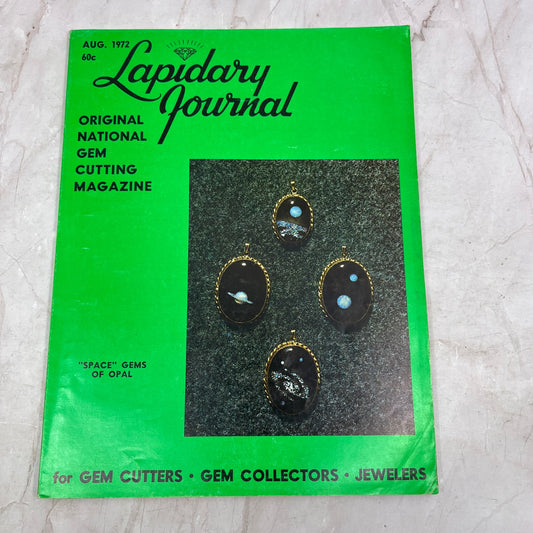 AUG. 1972
60c
Lapidary
Journal
ORIGINAL
NATIONAL
GEM
CUTTING
MAGAZINE
"SPACE" GEMS
OF OPAL
for GEM CUTTERS • GEM COLLECTORS • JEWELERS